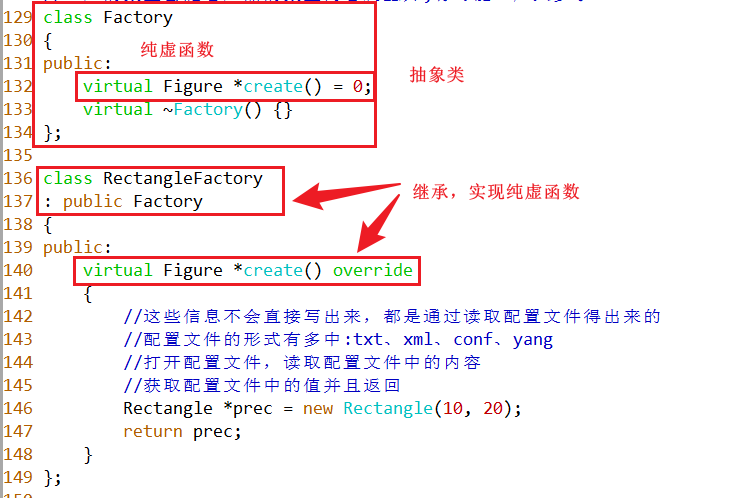 129 class Factory
130 {
纯虚函数
131 public:
抽象类
132 virtual Figure *create() = 0;
133 virtual ~Factory() {}
134 };
135
136 class RectangleFactory
137 : public Factory
继承，实现纯虚函数
138 {
139 public:
140 virtual Figure *create() override
141 {
142 //这些信息不会直接写出来，都是通过读取配置文件得出来的
143 //配置文件的形式有多中:txt、xml、conf、yang
144 //打开配置文件，读取配置文件中的内容
145 //获取配置文件中的值并且返回
146 Rectangle *prec = new Rectangle(10, 20);
147 return prec;
148 }
149 };